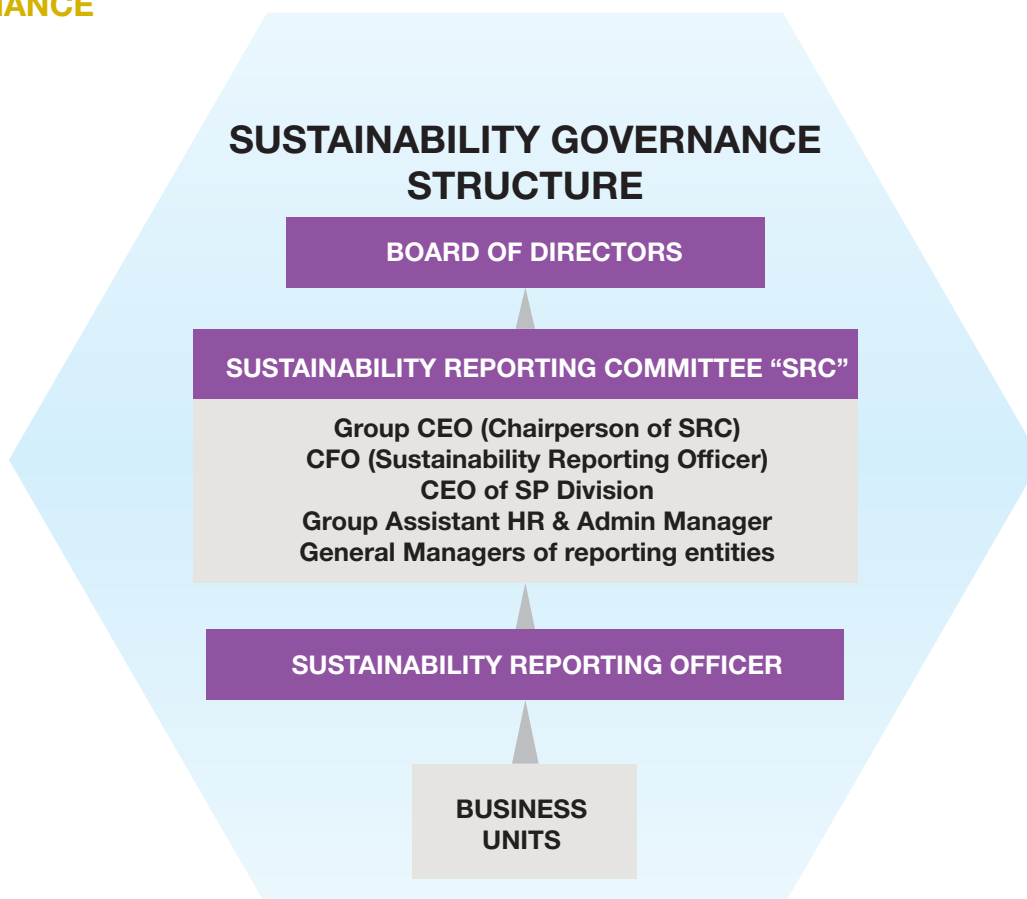 SUSTAINABILITY GOVERNANCE
STRUCTURE
BOARD OF DIRECTORS
SUSTAINABILITY REPORTING COMMITTEE “SRC”
Group CEO (Chairperson of SRC)
CFO (Sustainability Reporting Officer)
CEO of SP Division
Group Assistant HR & Admin Manager
General Managers of reporting entities
SUSTAINABILITY REPORTING OFFICER
BUSINESS
UNITS